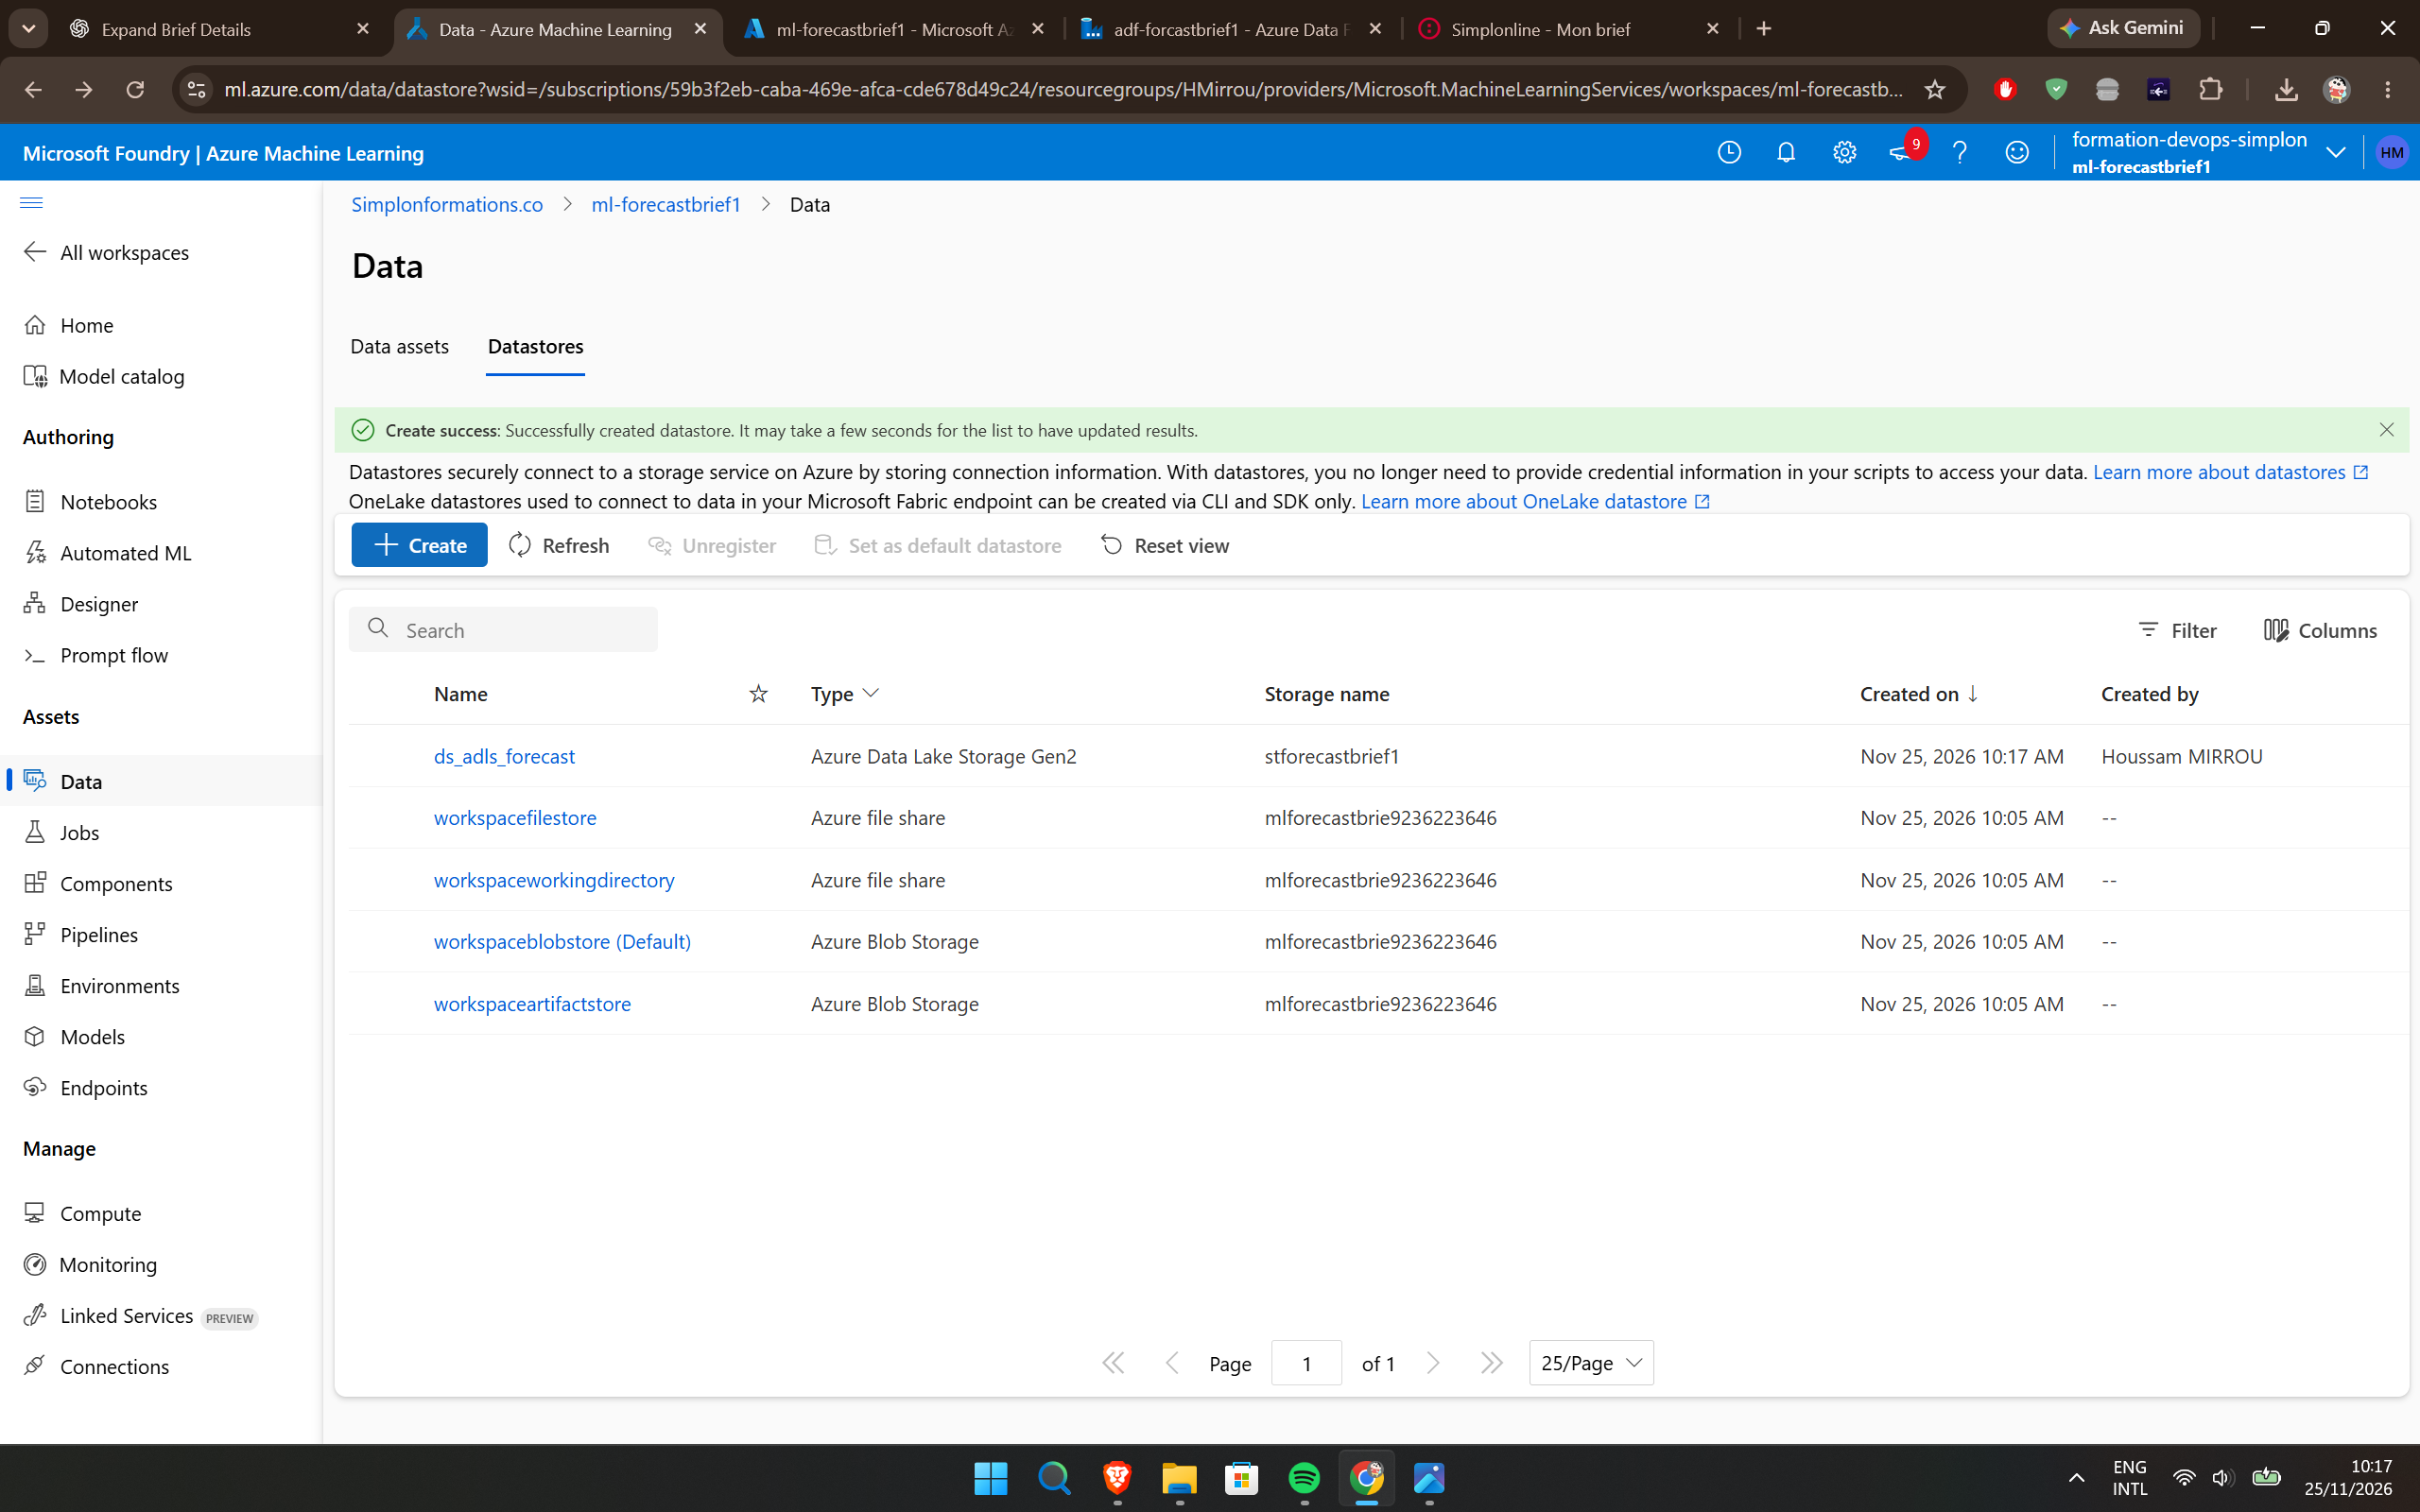 Expand Brief Details
Data - Azure Machine Learning
ml-forecastbrief1 - Microsoft Az
adf-forcastbrief1 - Azure Data F
Simplonline - Mon brief
Ask Gemini
ml.azure.com/data/datastore?wsid=/subscriptions/59b3f2eb-caba-469e-afca-cde678d49c24/resourcegroups/HMirrou/providers/Microsoft.MachineLearningServices/workspaces/ml-forecastb...
Microsoft Foundry | Azure Machine Learning
9
formation-devops-simplon
ml-forecastbrief1
HM
All workspaces
Home
Model catalog
Authoring
Notebooks
Automated ML
Designer
Prompt flow
Assets
Data
Jobs
Components
Pipelines
Environments
Models
Endpoints
Manage
Compute
Monitoring
Linked Services PREVIEW
Connections
Simplonformations.co > ml-forecastbrief1 > Data
Data
Data assets
Datastores
Create success: Successfully created datastore. It may take a few seconds for the list to have updated results.
Datastores securely connect to a storage service on Azure by storing connection information. With datastores, you no longer need to provide credential information in your scripts to access your data. Learn more about datastores
OneLake datastores used to connect to data in your Microsoft Fabric endpoint can be created via CLI and SDK only. Learn more about OneLake datastore
Create
Refresh
Unregister
Set as default datastore
Reset view
Search
Filter
Columns
Name Type Storage name Created on Created by
ds_adls_forecast Azure Data Lake Storage Gen2 stforecastbrief1 Nov 25, 2026 10:17 AM Houssam MIRROU
workspacefilestore Azure file share mlforecastbrie9236223646 Nov 25, 2026 10:05 AM --
workspaceworkingdirectory Azure file share mlforecastbrie9236223646 Nov 25, 2026 10:05 AM --
workspaceblobstore (Default) Azure Blob Storage mlforecastbrie9236223646 Nov 25, 2026 10:05 AM --
workspaceartifactstore Azure Blob Storage mlforecastbrie9236223646 Nov 25, 2026 10:05 AM --
Page 1 of 1
25/Page
ENG
INTL
10:17
25/11/2026